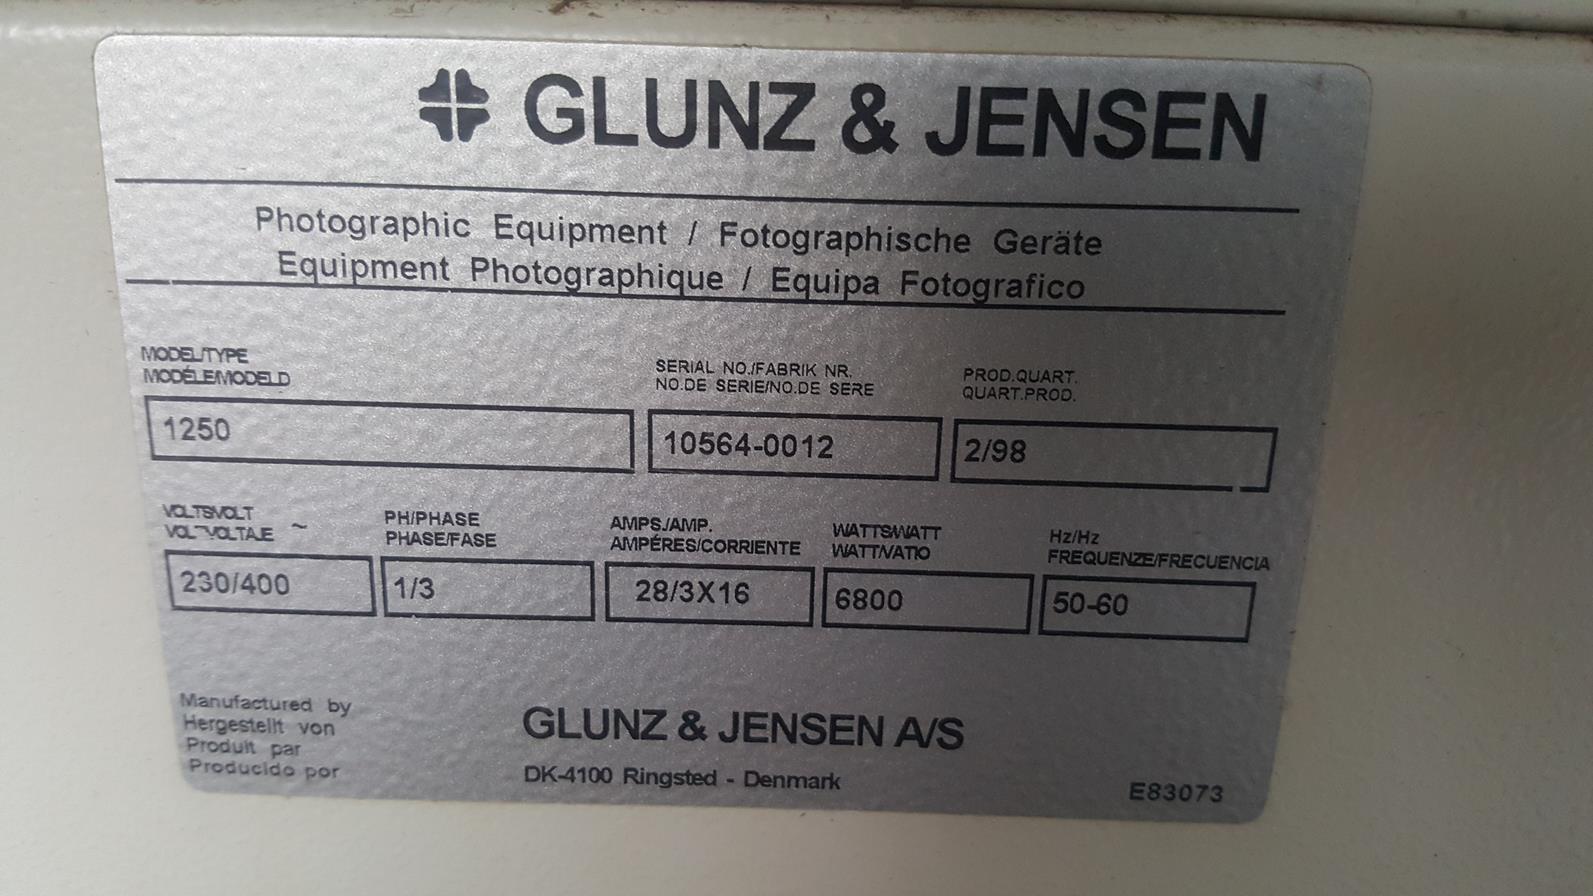 GLUNZ & JENSEN
Photographic Equipment / Fotographische Geräte
Equipment Photographique / Equipa Fotografico
MODEL/TYPE
MODÉLE/MODELD
1250
SERIAL NO./FABRIK NR.
NO.DE SERIE/NO.DE SERE
10564-0012
PROD.QUART.
QUART.PROD.
2/98
VOLTSVOLT
VOL~VOLTAJE ~
230/400
PH/PHASE
PHASE/FASE
1/3
AMPS./AMP.
AMPÉRES/CORRIENTE
28/3X16
WATTS/WATT
WATT/VATIO
6800
Hz/Hz
FREQUENZE/FRECUENCIA
50-60
Manufactured by
Hergestellt von
Produit par
Producido por
GLUNZ & JENSEN A/S
DK-4100 Ringsted - Denmark
E83073